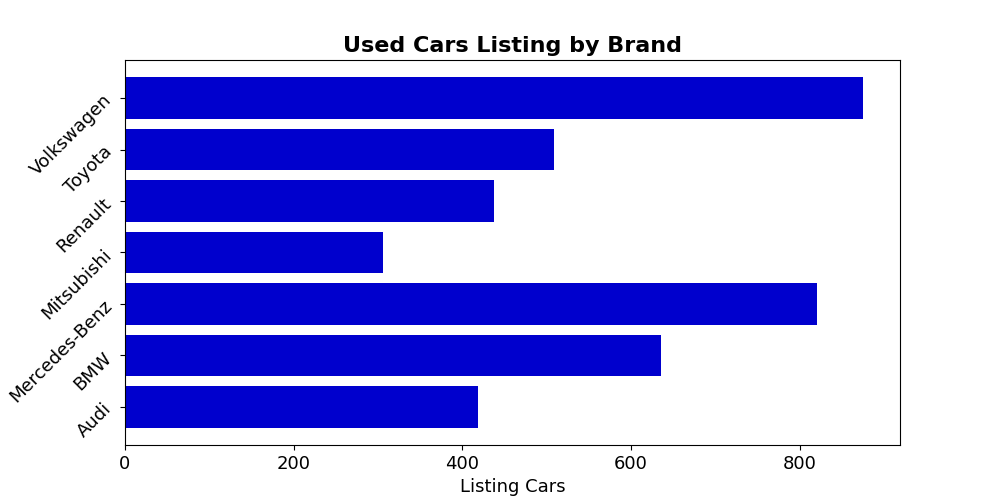 Used Cars Listing by Brand
Volkswagen
Toyota
Renault
Mitsubishi
Mercedes-Benz
BMW
Audi
0 200 400 600 800
Listing Cars